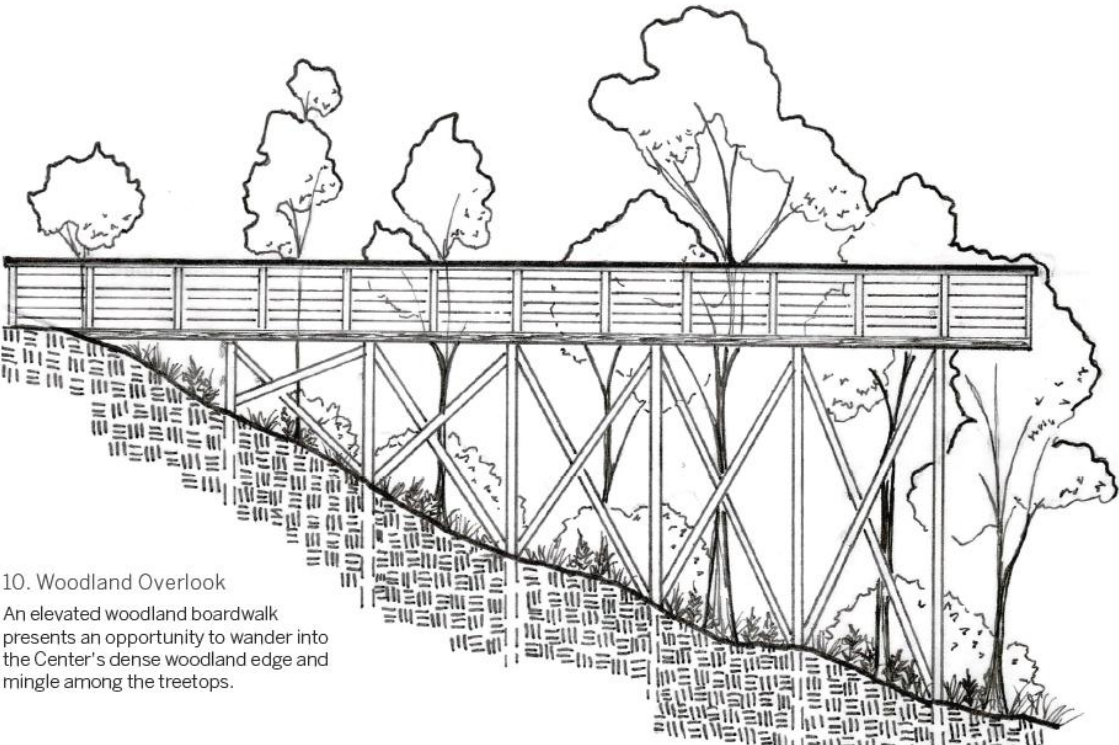 10. Woodland Overlook
An elevated woodland boardwalk
presents an opportunity to wander into
the Center's dense woodland edge and
mingle among the treetops.